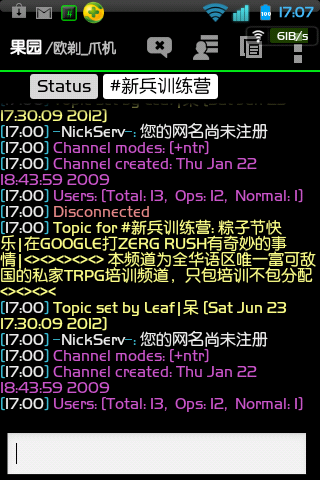 17:07
果园 /欧剃_爪机
6IB/s
Status #新兵训练营
17:30:09 2012)
[17:00] -NickServ-: 您的网名尚未注册
[17:00] Channel modes: (+ntr)
[17:00] Channel created: Thu Jan 22
18:43:59 2009
[17:00] Users: [Total: 13, Ops: 12, Normal: 1]
[17:00] Disconnected
[17:00] Topic for #新兵训练营: 粽子节快
乐|在GOOGLE打ZERG RUSH有奇妙的事
情|<><><><><><> 本频道为全华语区唯一富可敌
国的私家TRPG培训频道，只包培训不包分配
<><><><
[17:00] Topic set by Leaf|呆 (Sat Jun 23
17:30:09 2012)
[17:00] -NickServ-: 您的网名尚未注册
[17:00] Channel modes: (+ntr)
[17:00] Channel created: Thu Jan 22
18:43:59 2009
[17:00] Users: [Total: 13, Ops: 12, Normal: 1]